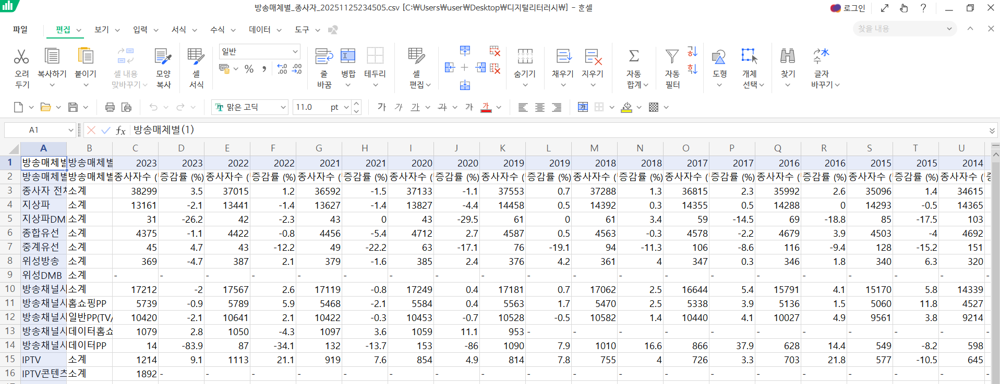 방송매체별_종사자_20251125234505.csv [C:₩Users₩user₩Desktop₩디지털리터러시₩] - 한셀
로그인
파일 편집 보기 입력 서식 수식 데이터 도구
찾을 내용
오려 두기
복사하기
붙이기
셀 내용 맞바꾸기
모양 복사
셀 서식
일반
% , ←.0 .00 .00 →.0
줄 바꿈
병합
테두리
셀 편집
숨기기
채우기
지우기
자동 합계
자동 필터
도형
개체 선택
찾기
글자 바꾸기
맑은 고딕 11.0 pt 가 가 가 가 가 가
A1 fx 방송매체별(1)
A B C D E F G H I J K L M N O P Q R S T U
1 방송매체별 방송매체별 2023 2023 2022 2022 2021 2021 2020 2020 2019 2019 2018 2018 2017 2017 2016 2016 2015 2015 2014
2 방송매체별 방송매체별 종사자수 ( 증감률 (%) 종사자수 ( 증감률 (%) 종사자수 ( 증감률 (%) 종사자수 ( 증감률 (%) 종사자수 ( 증감률 (%) 종사자수 ( 증감률 (%) 종사자수 ( 증감률 (%) 종사자수 ( 증감률 (%) 종사자수 ( 증감률 (%) 종사자수 (
3 종사자 전체 소계 38299 3.5 37015 1.2 36592 -1.5 37133 -1.1 37553 0.7 37288 1.3 36815 2.3 35992 2.6 35096 1.4 34615
4 지상파 소계 13161 -2.1 13441 -1.4 13627 -1.4 13827 -4.4 14458 0.5 14392 0.3 14355 0.5 14288 0 14293 -0.5 14365
5 지상파DM 소계 31 -26.2 42 -2.3 43 0 43 -29.5 61 0 61 3.4 59 -14.5 69 -18.8 85 -17.5 103
6 종합유선 소계 4375 -1.1 4422 -0.8 4456 -5.4 4712 2.7 4587 0.5 4563 -0.3 4578 -2.2 4679 3.9 4503 -4 4692
7 중계유선 소계 45 4.7 43 -12.2 49 -22.2 63 -17.1 76 -19.1 94 -11.3 106 -8.6 116 -9.4 128 -15.2 151
8 위성방송 소계 369 -4.7 387 2.1 379 -1.6 385 2.4 376 4.2 361 4 347 0.3 346 1.8 340 6.3 320
9 위성DMB 소계 - - - - - - - - - - - - - - - - - - - -
10 방송채널사 소계 17212 -2 17567 2.6 17119 -0.8 17249 0.4 17181 0.7 17062 2.5 16644 5.4 15791 4.1 15170 5.8 14339
11 방송채널사 홈쇼핑PP 5739 -0.9 5789 5.9 5468 -2.1 5584 0.4 5563 1.7 5470 2.5 5338 3.9 5136 1.5 5060 11.8 4527
12 방송채널사 일반PP(TV/ 10420 -2.1 10641 2.1 10422 -0.3 10453 -0.7 10528 -0.5 10582 1.4 10440 4.1 10027 4.9 9561 3.8 9214
13 방송채널사 데이터홈쇼 1079 2.8 1050 -4.3 1097 3.6 1059 11.1 953 - - - - - - - - - - -
14 방송채널사 데이터PP 14 -83.9 87 -34.1 132 -13.7 153 -86 1090 7.9 1010 16.6 866 37.9 628 14.4 549 -8.2 598
15 IPTV 소계 1214 9.1 1113 21.1 919 7.6 854 4.9 814 7.8 755 4 726 3.3 703 21.8 577 -10.5 645
16 IPTV콘텐츠 소계 1892 - - - - - - - - - - - - - - - - - - -